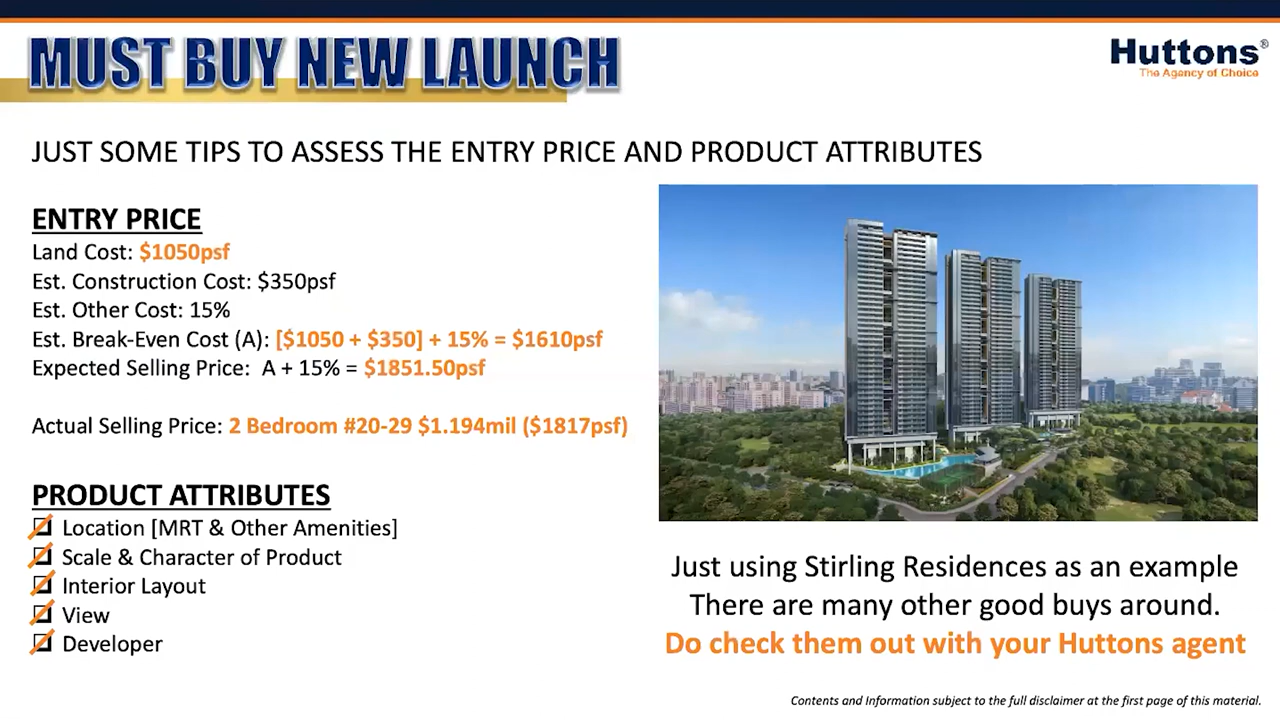 MUST BUY NEW LAUNCH
Huttons®
The Agency of Choice
JUST SOME TIPS TO ASSESS THE ENTRY PRICE AND PRODUCT ATTRIBUTES
ENTRY PRICE
Land Cost: $1050psf
Est. Construction Cost: $350psf
Est. Other Cost: 15%
Est. Break-Even Cost (A): [$1050 + $350] + 15% = $1610psf
Expected Selling Price: A + 15% = $1851.50psf
Actual Selling Price: 2 Bedroom #20-29 $1.194mil ($1817psf)
PRODUCT ATTRIBUTES
Location [MRT & Other Amenities]
Scale & Character of Product
Interior Layout
View
Developer
Just using Stirling Residences as an example
There are many other good buys around.
Do check them out with your Huttons agent
Contents and Information subject to the full disclaimer at the first page of this material.